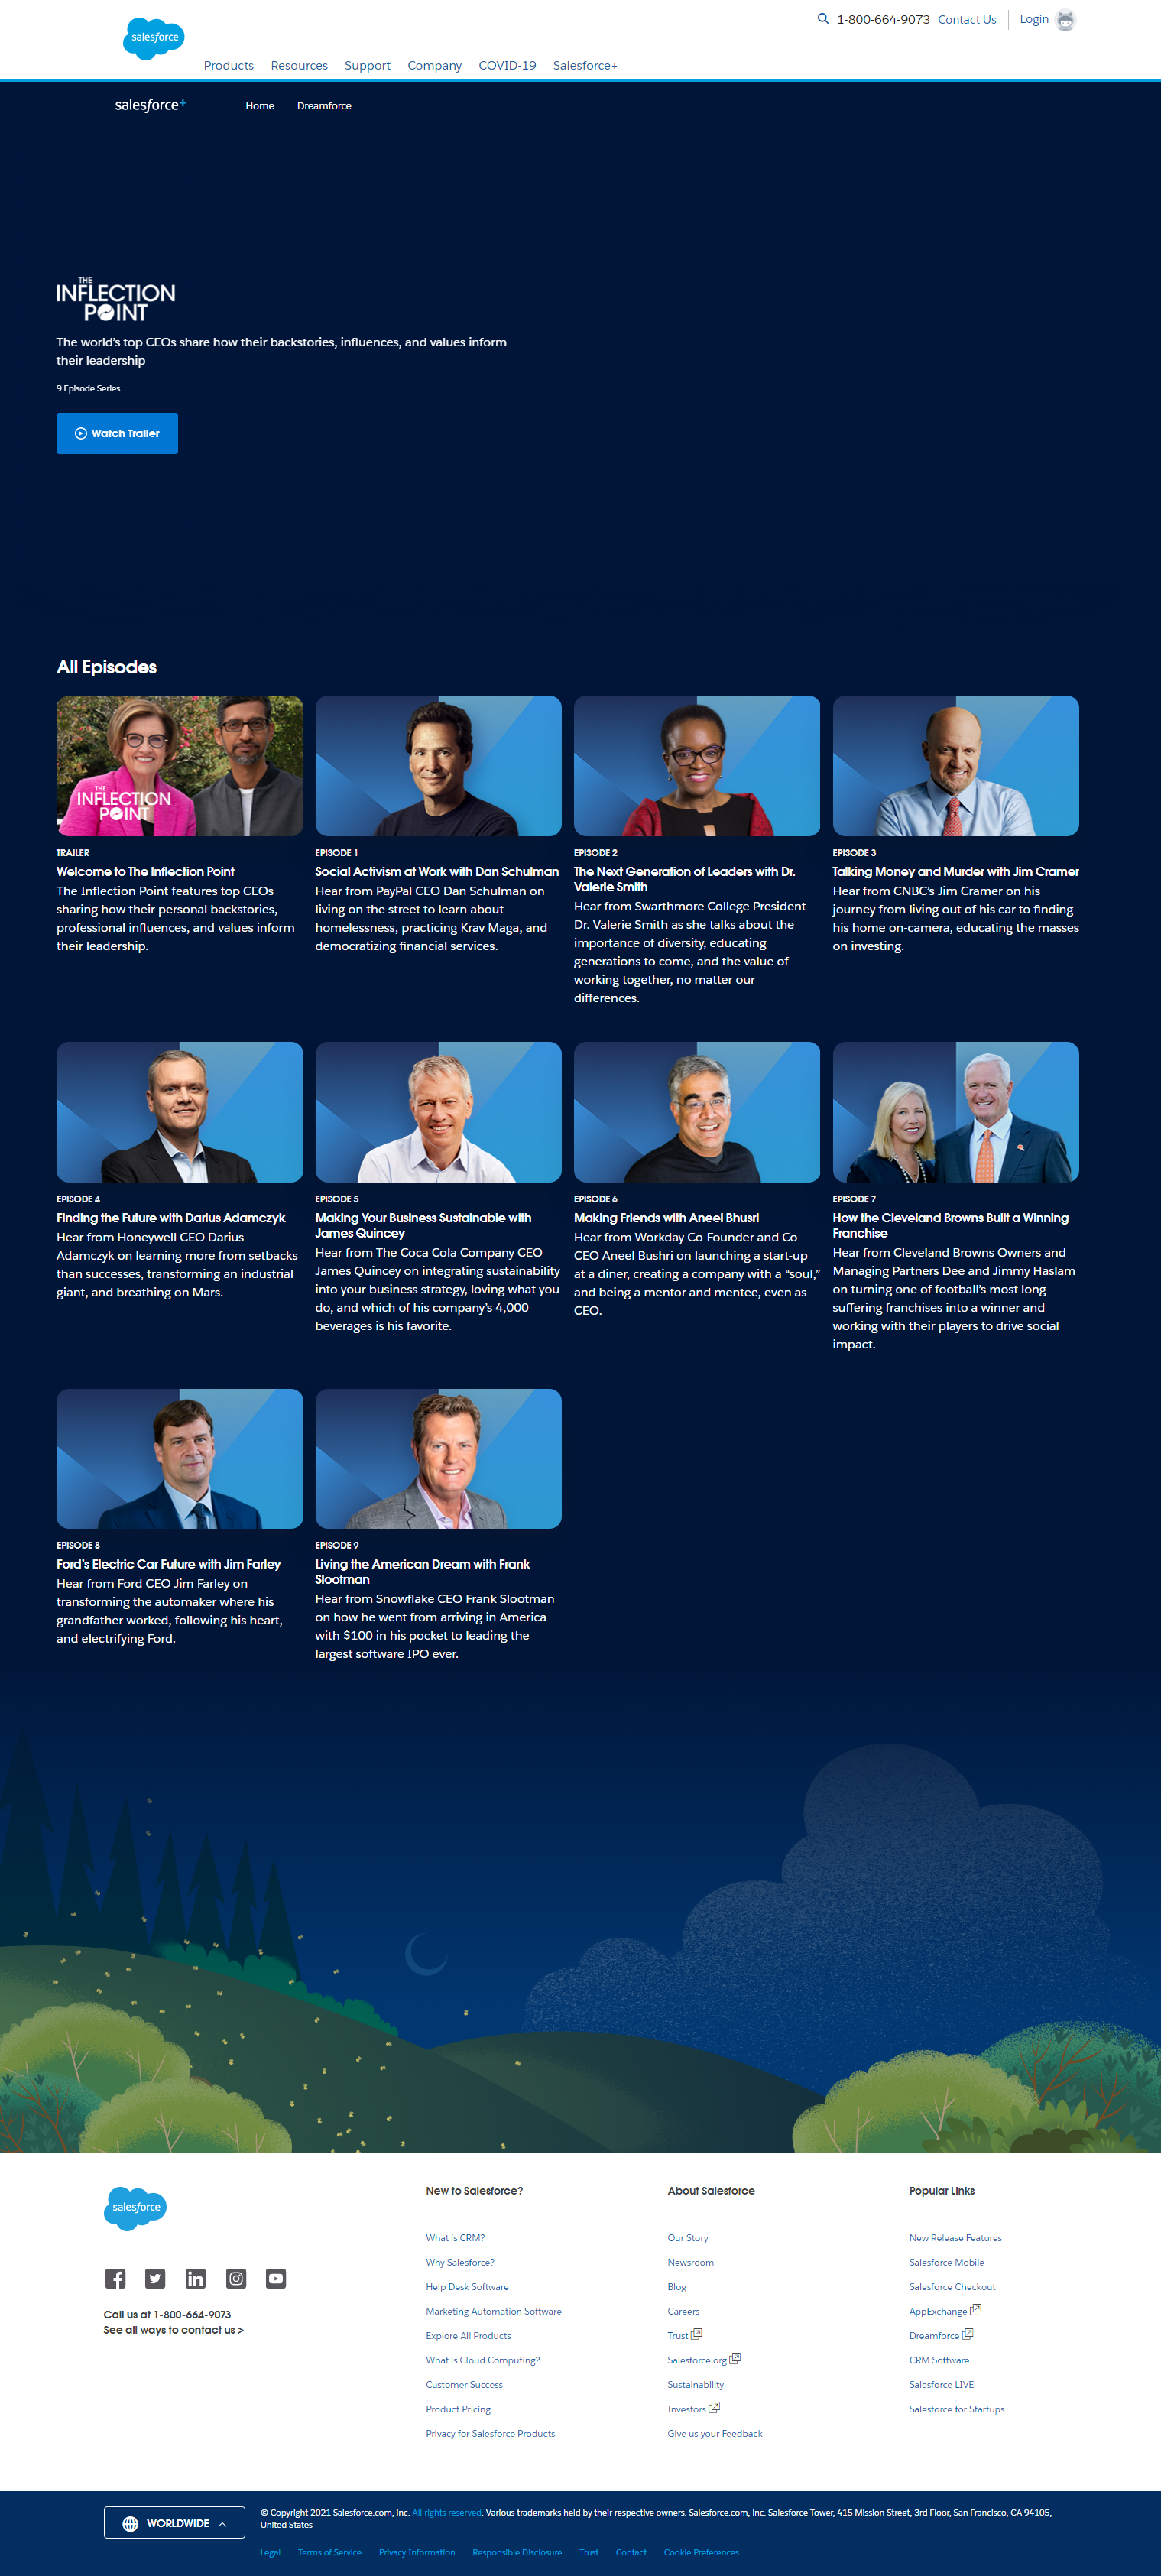 salesforce
1-800-664-9073 Contact Us Login
Products Resources Support Company COVID-19 Salesforce+
salesforce+ Home Dreamforce
THE
INFLECTION
POINT
The world's top CEOs share how their backstories, influences, and values inform
their leadership
9 Episode Series
Watch Trailer
All Episodes
THE
INFLECTION
POINT
TRAILER
Welcome to The Inflection Point
The Inflection Point features top CEOs
sharing how their personal backstories,
professional influences, and values inform
their leadership.
EPISODE 1
Social Activism at Work with Dan Schulman
Hear from PayPal CEO Dan Schulman on
living on the street to learn about
homelessness, practicing Krav Maga, and
democratizing financial services.
EPISODE 2
The Next Generation of Leaders with Dr.
Valerie Smith
Hear from Swarthmore College President
Dr. Valerie Smith as she talks about the
importance of diversity, educating
generations to come, and the value of
working together, no matter our
differences.
EPISODE 3
Talking Money and Murder with Jim Cramer
Hear from CNBC's Jim Cramer on his
journey from living out of his car to finding
his home on-camera, educating the masses
on investing.
EPISODE 4
Finding the Future with Darius Adamczyk
Hear from Honeywell CEO Darius
Adamczyk on learning more from setbacks
than successes, transforming an industrial
giant, and breathing on Mars.
EPISODE 5
Making Your Business Sustainable with
James Quincey
Hear from The Coca Cola Company CEO
James Quincey on integrating sustainability
into your business strategy, loving what you
do, and which of his company's 4,000
beverages is his favorite.
EPISODE 6
Making Friends with Aneel Bhusri
Hear from Workday Co-Founder and Co-
CEO Aneel Bushri on launching a start-up
at a diner, creating a company with a “soul,”
and being a mentor and mentee, even as
CEO.
EPISODE 7
How the Cleveland Browns Built a Winning
Franchise
Hear from Cleveland Browns Owners and
Managing Partners Dee and Jimmy Haslam
on turning one of football's most long-
suffering franchises into a winner and
working with their players to drive social
impact.
EPISODE 8
Ford's Electric Car Future with Jim Farley
Hear from Ford CEO Jim Farley on
transforming the automaker where his
grandfather worked, following his heart,
and electrifying Ford.
EPISODE 9
Living the American Dream with Frank
Slootman
Hear from Snowflake CEO Frank Slootman
on how he went from arriving in America
with $100 in his pocket to leading the
largest software IPO ever.
salesforce
Call us at 1-800-664-9073
See all ways to contact us >
New to Salesforce?
What is CRM?
Why Salesforce?
Help Desk Software
Marketing Automation Software
Explore All Products
What is Cloud Computing?
Customer Success
Product Pricing
Privacy for Salesforce Products
About Salesforce
Our Story
Newsroom
Blog
Careers
Trust
Salesforce.org
Sustainability
Investors
Give us your Feedback
Popular Links
New Release Features
Salesforce Mobile
Salesforce Checkout
AppExchange
Dreamforce
CRM Software
Salesforce LIVE
Salesforce for Startups
WORLDWIDE
© Copyright 2021 Salesforce.com, inc. All rights reserved. Various trademarks held by their respective owners. Salesforce.com, inc. Salesforce Tower, 415 Mission Street, 3rd Floor, San Francisco, CA 94105,
United States
Legal Terms of Service Privacy Information Responsible Disclosure Trust Contact Cookie Preferences